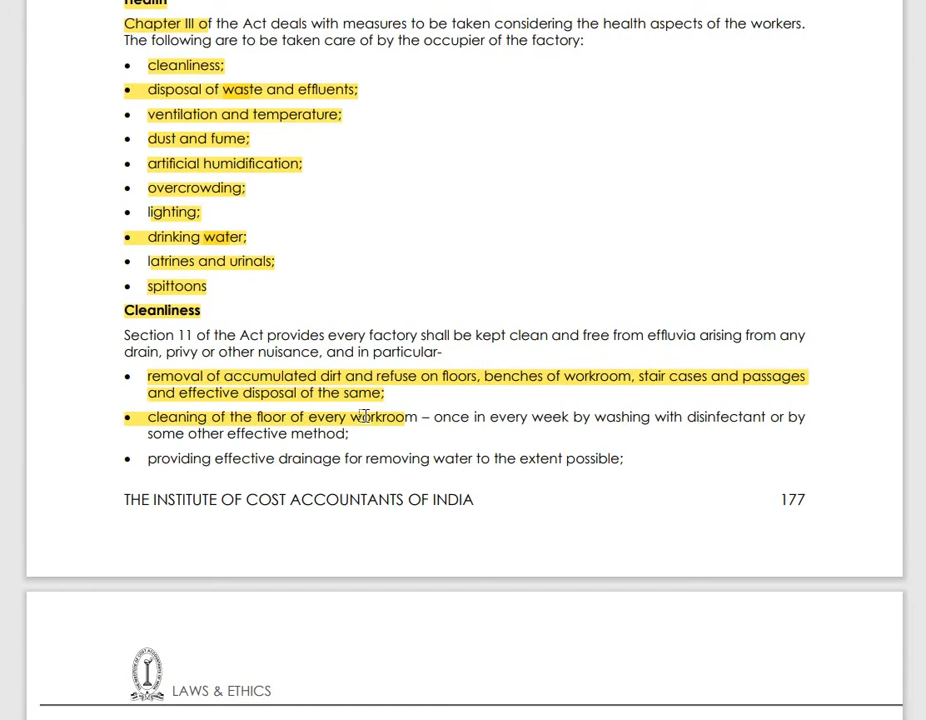 Health
Chapter III of the Act deals with measures to be taken considering the health aspects of the workers.
The following are to be taken care of by the occupier of the factory:
• cleanliness;
• disposal of waste and effluents;
• ventilation and temperature;
• dust and fume;
• artificial humidification;
• overcrowding;
• lighting;
• drinking water;
• latrines and urinals;
• spittoons
Cleanliness
Section 11 of the Act provides every factory shall be kept clean and free from effluvia arising from any
drain, privy or other nuisance, and in particular-
• removal of accumulated dirt and refuse on floors, benches of workroom, stair cases and passages
and effective disposal of the same;
• cleaning of the floor of every workroom – once in every week by washing with disinfectant or by
some other effective method;
• providing effective drainage for removing water to the extent possible;
THE INSTITUTE OF COST ACCOUNTANTS OF INDIA 177
LAWS & ETHICS